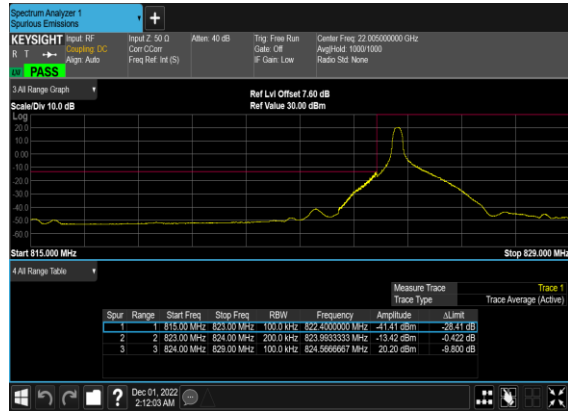 Spectrum Analyzer 1
Spurious Emissions
+
KEYSIGHT Input: RF Input Z: 50 Ω Atten: 40 dB Trig: Free Run Center Freq: 22.005000000 GHz
R T Coupling: DC Corr CCorr Gate: Off Avg|Hold: 1000/1000
Align: Auto Freq Ref: Int (S) IF Gain: Low Radio Std: None
PASS
3 All Range Graph
Ref Lvl Offset 7.60 dB
Scale/Div 10.0 dB Ref Value 30.00 dBm
Log
20.0
10.0
0.00
-10.0
-20.0
-30.0
-40.0
-50.0
-60.0
Start 815.000 MHz Stop 829.000 MHz
4 All Range Table
Measure Trace Trace 1
Trace Type Trace Average (Active)
Spur Range Start Freq Stop Freq RBW Frequency Amplitude ΔLimit
1 1 815.00 MHz 823.00 MHz 100.0 kHz 822.4000000 MHz -41.41 dBm -28.41 dB
2 2 823.00 MHz 824.00 MHz 200.0 kHz 823.9933333 MHz -13.42 dBm -0.422 dB
3 3 824.00 MHz 829.00 MHz 100.0 kHz 824.5666667 MHz 20.20 dBm -9.800 dB
? Dec 01, 2022
2:12:03 AM